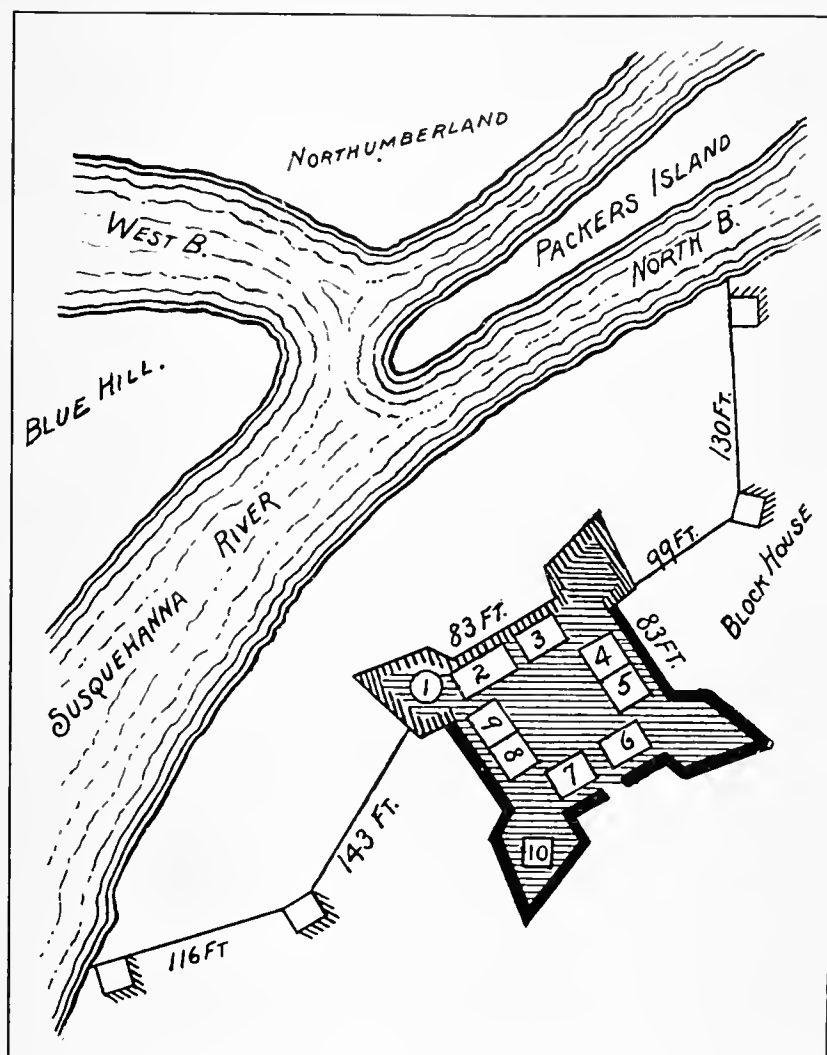 NORTHUMBERLAND
WEST B.
PACKERS ISLAND
NORTH B.
BLUE HILL.
SUSQUEHANNA RIVER
130 FT.
99 FT.
BLOCK HOUSE
83 FT.
83 FT.
1
2
3
4
5
6
7
8
9
10
143 FT.
116 FT